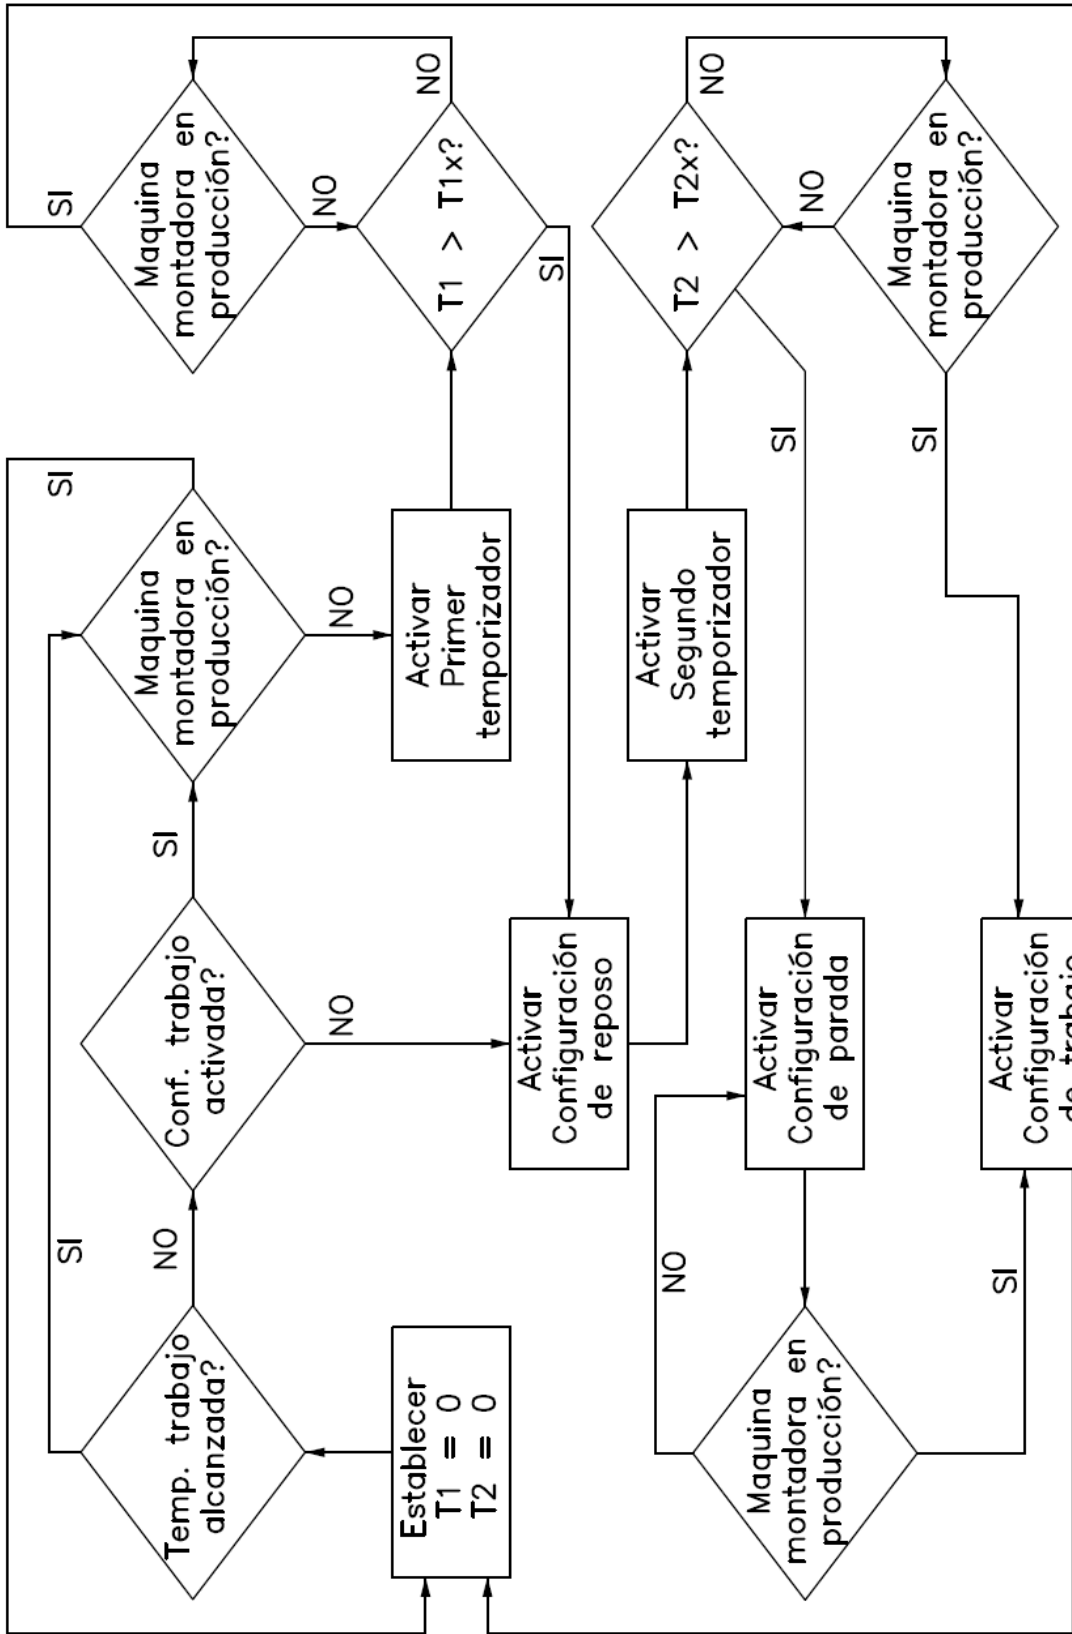 SI
Temp. trabajo
alcanzada?
NO
Conf. trabajo
activada?
SI
Maquina
montadora en
producción?
SI
Maquina
montadora en
producción?
SI
NO
NO
NO
Establecer
T1 = 0
T2 = 0
Activar
Primer
temporizador
T1 > T1x?
NO
Activar
Configuración
de reposo
SI
NO
Activar
Segundo
temporizador
T2 > T2x?
NO
Maquina
montadora en
producción?
Activar
Configuración
de parada
SI
NO
SI
Activar
Configuración
de trabajo
SI
Maquina
montadora en
producción?